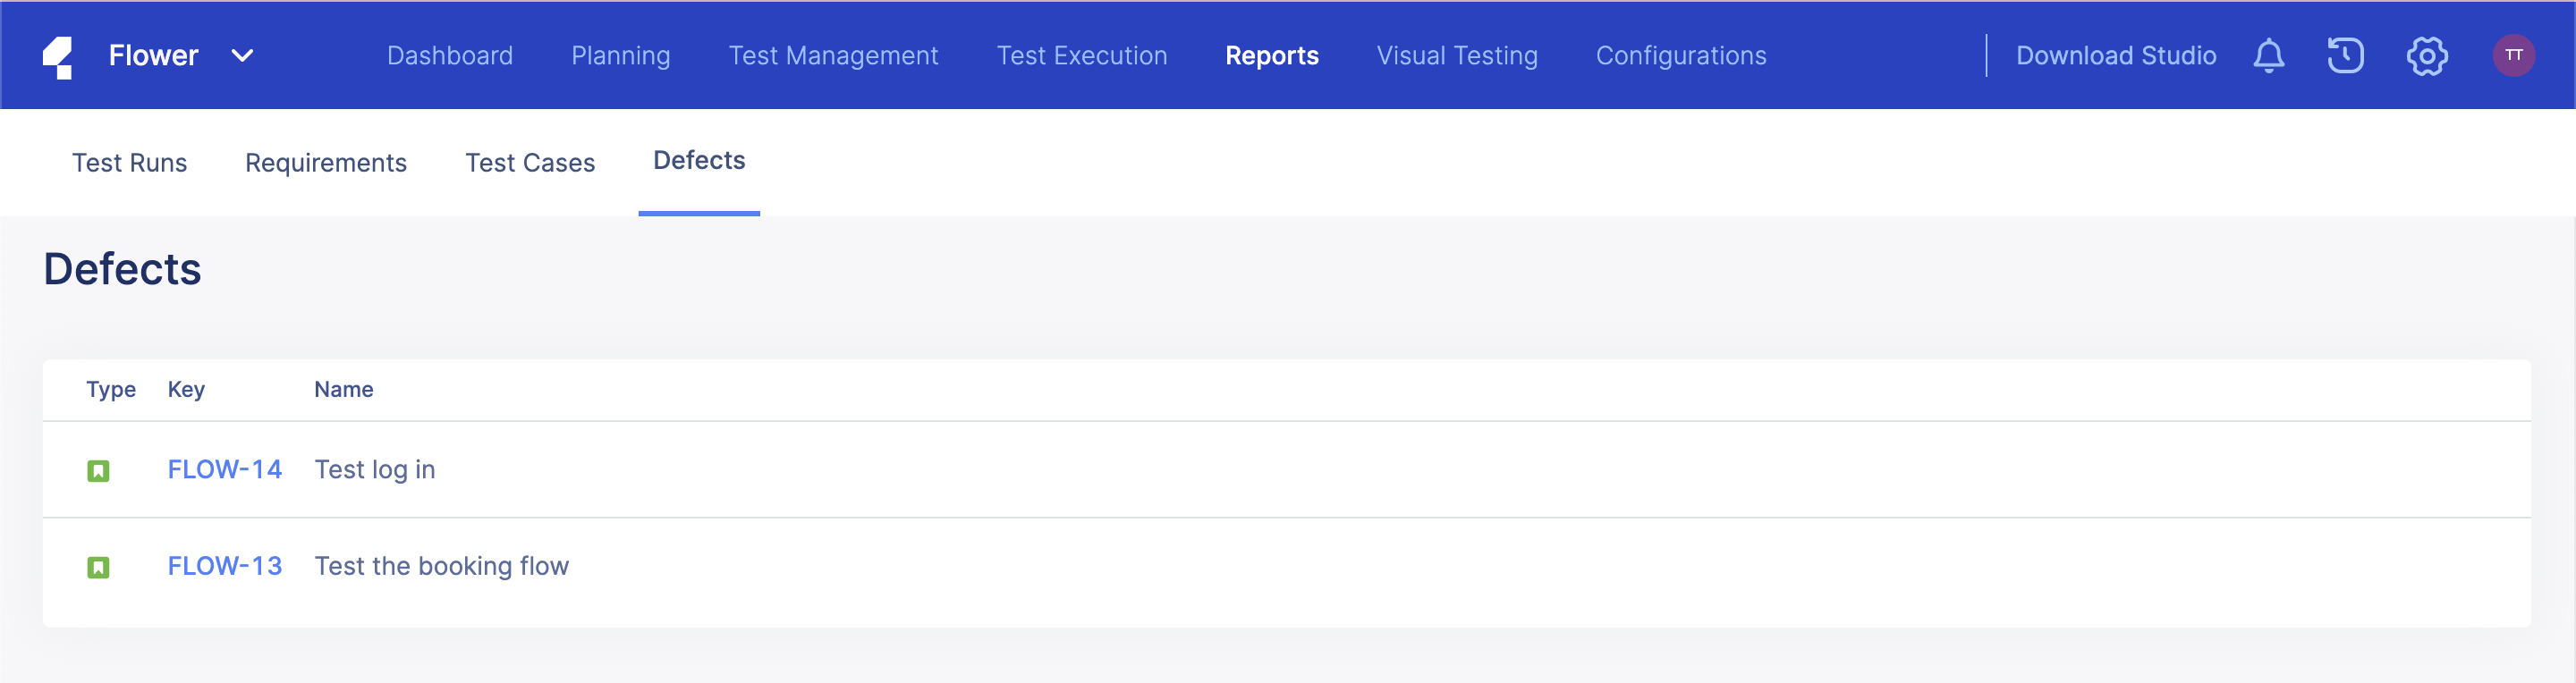 Flower Dashboard Planning Test Management Test Execution Reports Visual Testing Configurations Download Studio TT
Test Runs Requirements Test Cases Defects
Defects
Type Key Name
FLOW-14 Test log in
FLOW-13 Test the booking flow